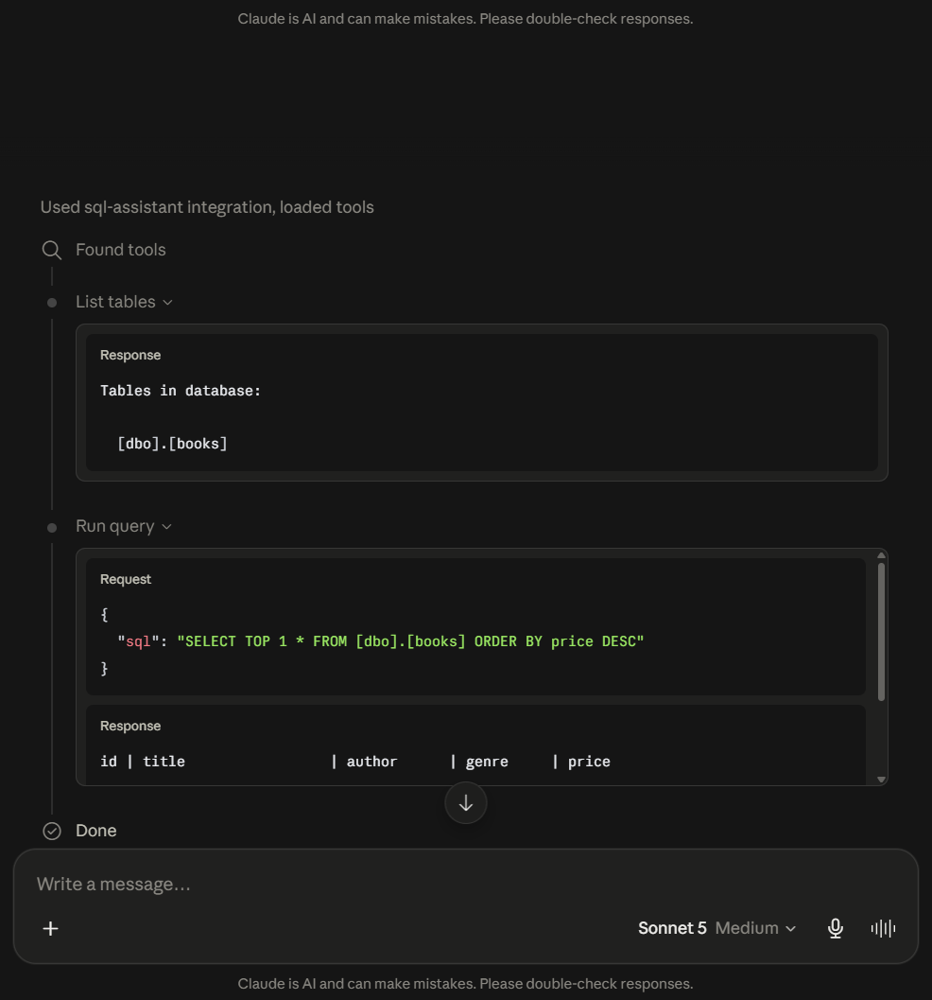 Claude is AI and can make mistakes. Please double-check responses.
Used sql-assistant integration, loaded tools
Found tools
List tables
Response
Tables in database:
[dbo].[books]
Run query
Request
{
"sql": "SELECT TOP 1 * FROM [dbo].[books] ORDER BY price DESC"
}
Response
id | title | author | genre | price
Done
Write a message...
Sonnet 5 Medium
Claude is AI and can make mistakes. Please double-check responses.